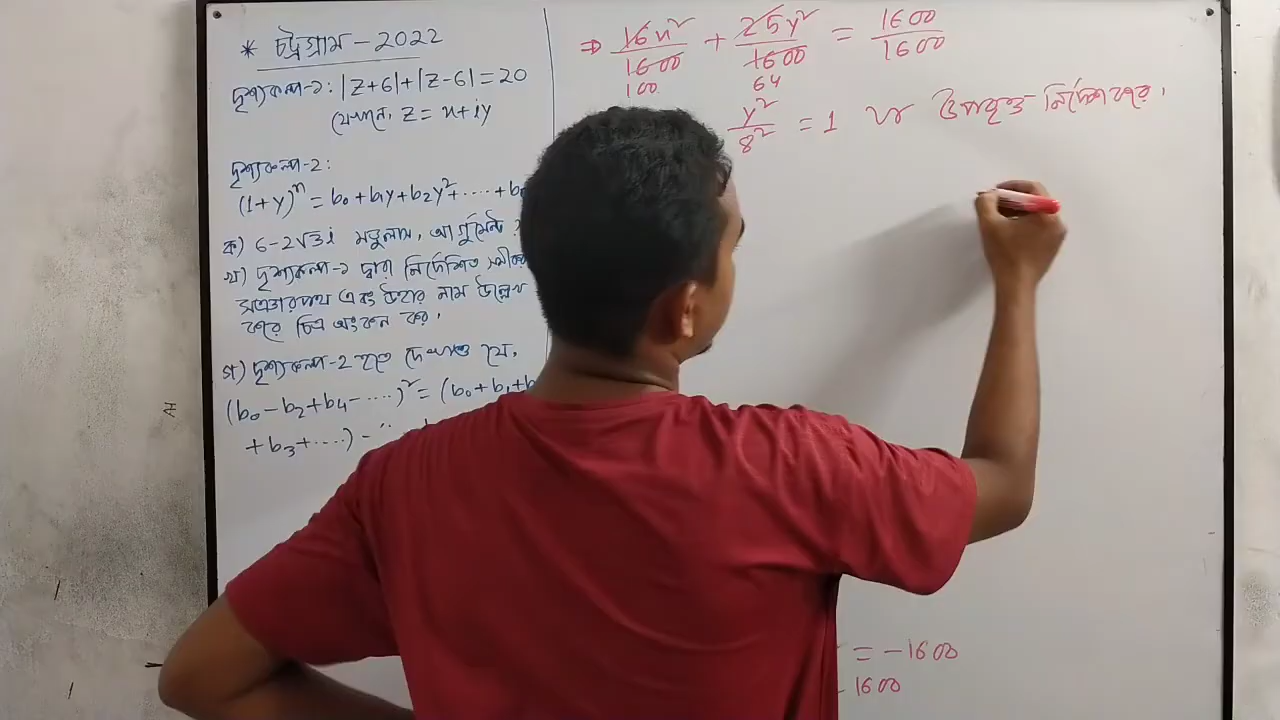 * চট্টগ্রাম – 2022
দৃশ্যকল্প-১: |z+6|+|z-6| = 20
যেখানে, z = x+iy
দৃশ্যকল্প-2:
(1+y)ⁿ = b₀ + b₁y + b₂y² + ..... + b
ক) 6-2√3i মডুলাস, আর্গুমেন্ট
খ) দৃশ্যকল্প-১ দ্বারা নির্দেশিত
সঞ্চারপথ এবং উহার নাম উল্লেখ
করে চিত্র অংকন কর।
গ) দৃশ্যকল্প-2 হতে দেখাও যে,
(b₀ - b₂ + b₄ - .....)² = (b₀ + b₁ + b
+ b₃ + ....) -
⇒ 16x²/1600 + 25y²/1600 = 1600/1600
100 64
y²/8² = 1 যা উপবৃত্ত নির্দেশ করে।
= -1600
1600